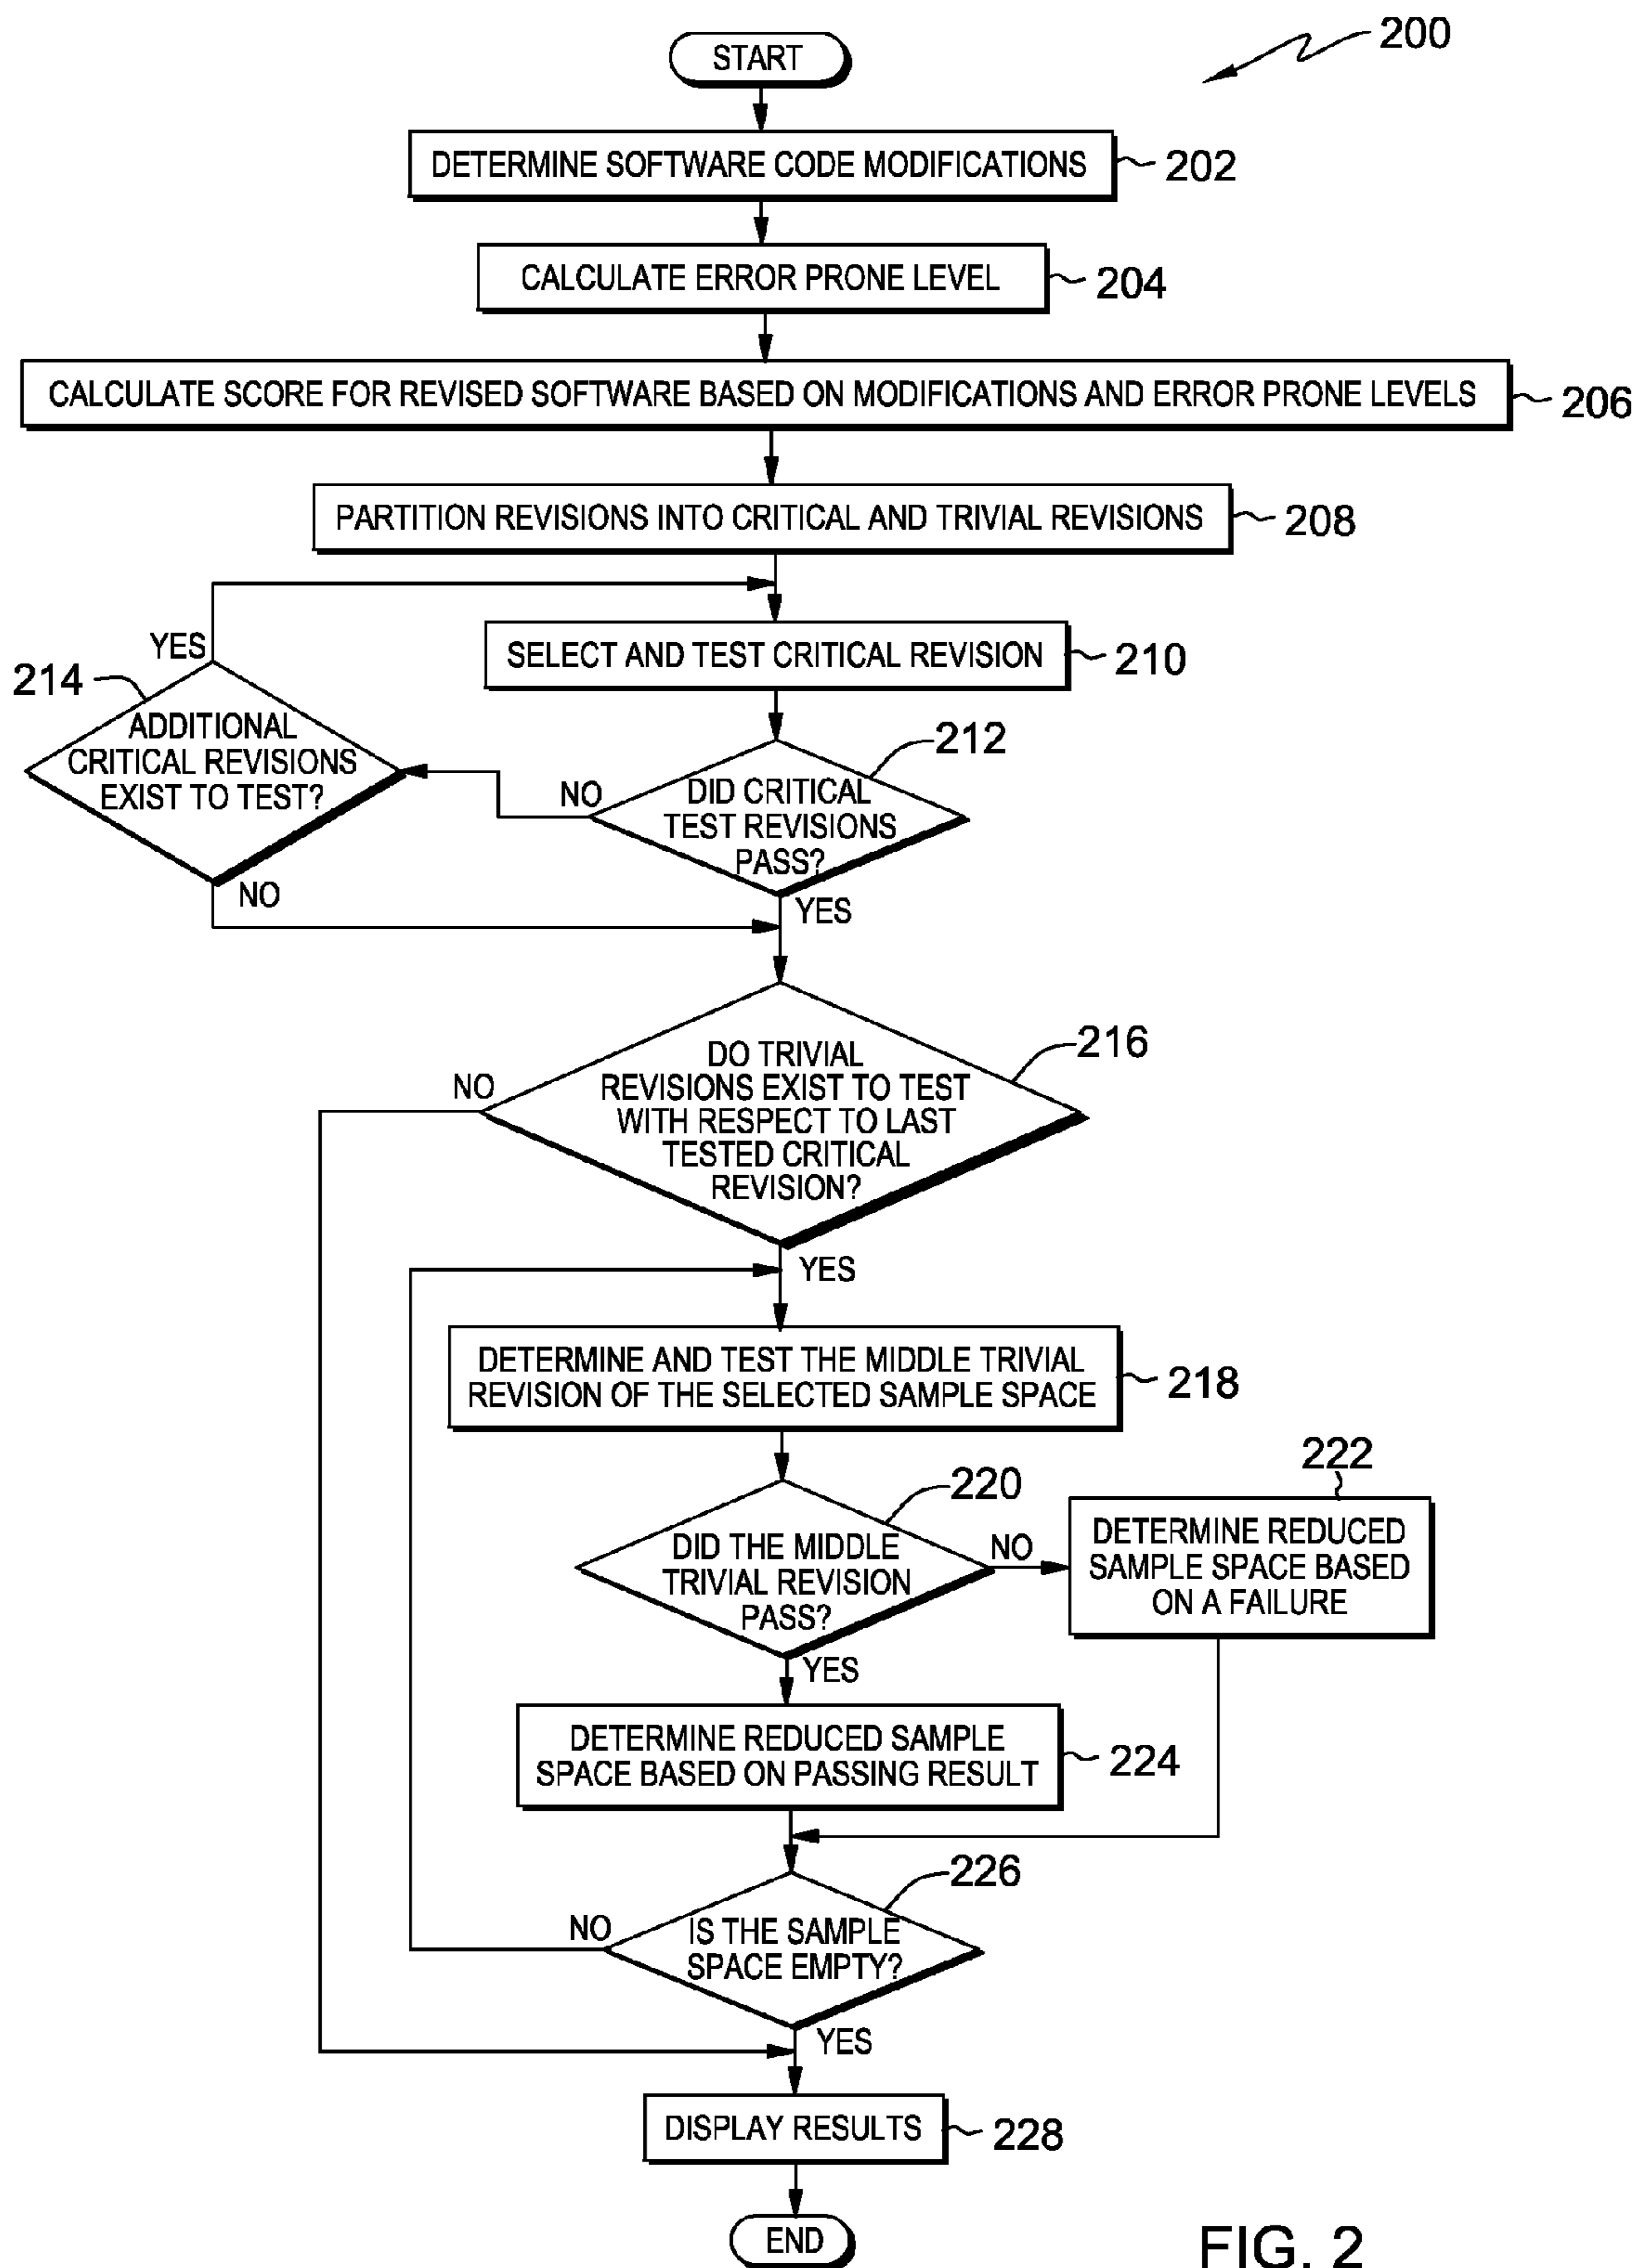 200
START
DETERMINE SOFTWARE CODE MODIFICATIONS
202
CALCULATE ERROR PRONE LEVEL
204
CALCULATE SCORE FOR REVISED SOFTWARE BASED ON MODIFICATIONS AND ERROR PRONE LEVELS
206
PARTITION REVISIONS INTO CRITICAL AND TRIVIAL REVISIONS
208
YES
SELECT AND TEST CRITICAL REVISION
210
214
ADDITIONAL
CRITICAL REVISIONS
EXIST TO TEST?
212
NO
DID CRITICAL
TEST REVISIONS
PASS?
NO
YES
216
NO
DO TRIVIAL
REVISIONS EXIST TO TEST
WITH RESPECT TO LAST
TESTED CRITICAL
REVISION?
YES
DETERMINE AND TEST THE MIDDLE TRIVIAL
REVISION OF THE SELECTED SAMPLE SPACE
218
220
DID THE MIDDLE
TRIVIAL REVISION
PASS?
NO
222
DETERMINE REDUCED
SAMPLE SPACE BASED
ON A FAILURE
YES
DETERMINE REDUCED SAMPLE
SPACE BASED ON PASSING RESULT
224
226
NO
IS THE SAMPLE
SPACE EMPTY?
YES
DISPLAY RESULTS
228
END
FIG. 2